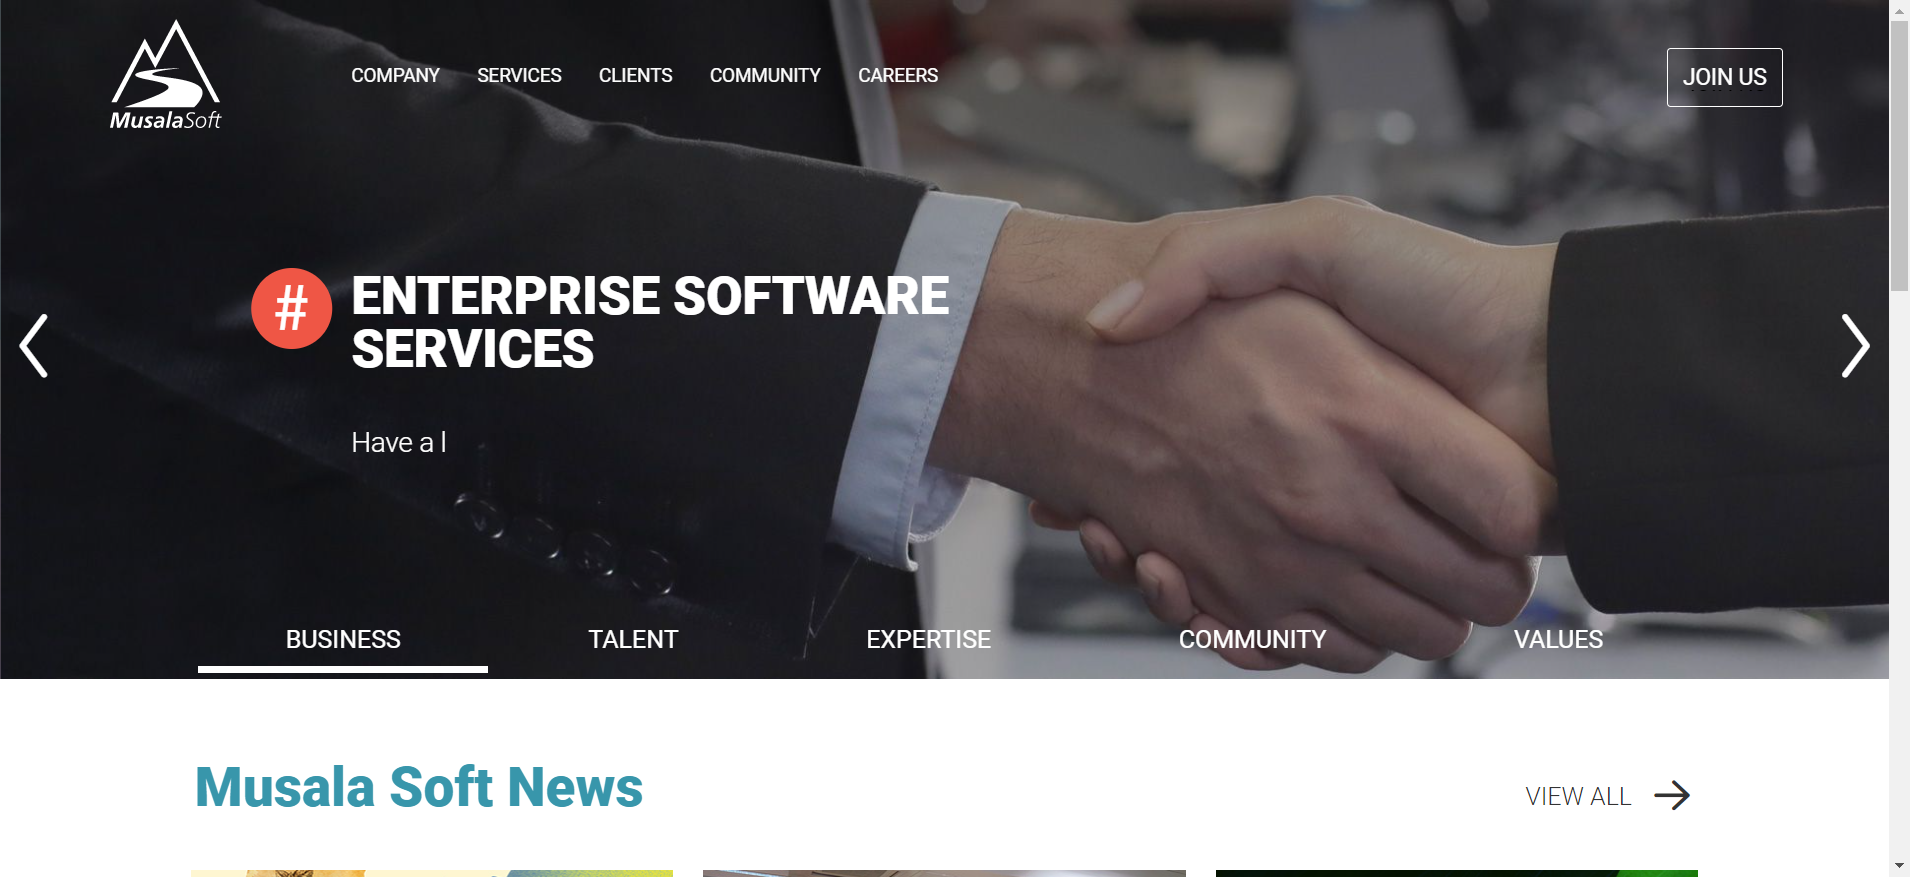 MusalaSoft
COMPANY SERVICES CLIENTS COMMUNITY CAREERS
JOIN US
# ENTERPRISE SOFTWARE
SERVICES
Have a l
BUSINESS TALENT EXPERTISE COMMUNITY VALUES
Musala Soft News
VIEW ALL